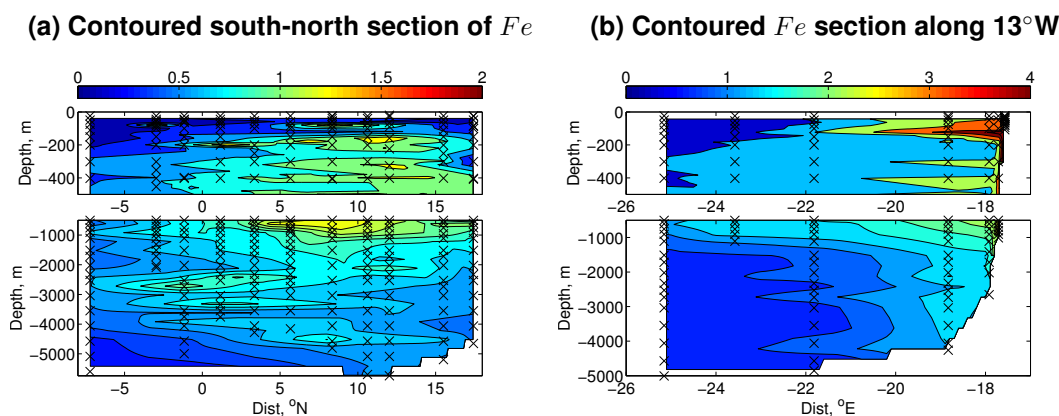 (a) Contoured south-north section of Fe
0 0.5 1 1.5 2
Depth, m
0
−200
−400
−5 0 5 10 15
Depth, m
−1000
−2000
−3000
−4000
−5000
−5 0 5 10 15
Dist, °N
(b) Contoured Fe section along 13°W
0 1 2 3 4
Depth, m
0
−200
−400
−26 −24 −22 −20 −18
Depth, m
−1000
−2000
−3000
−4000
−5000
−26 −24 −22 −20 −18
Dist, °E